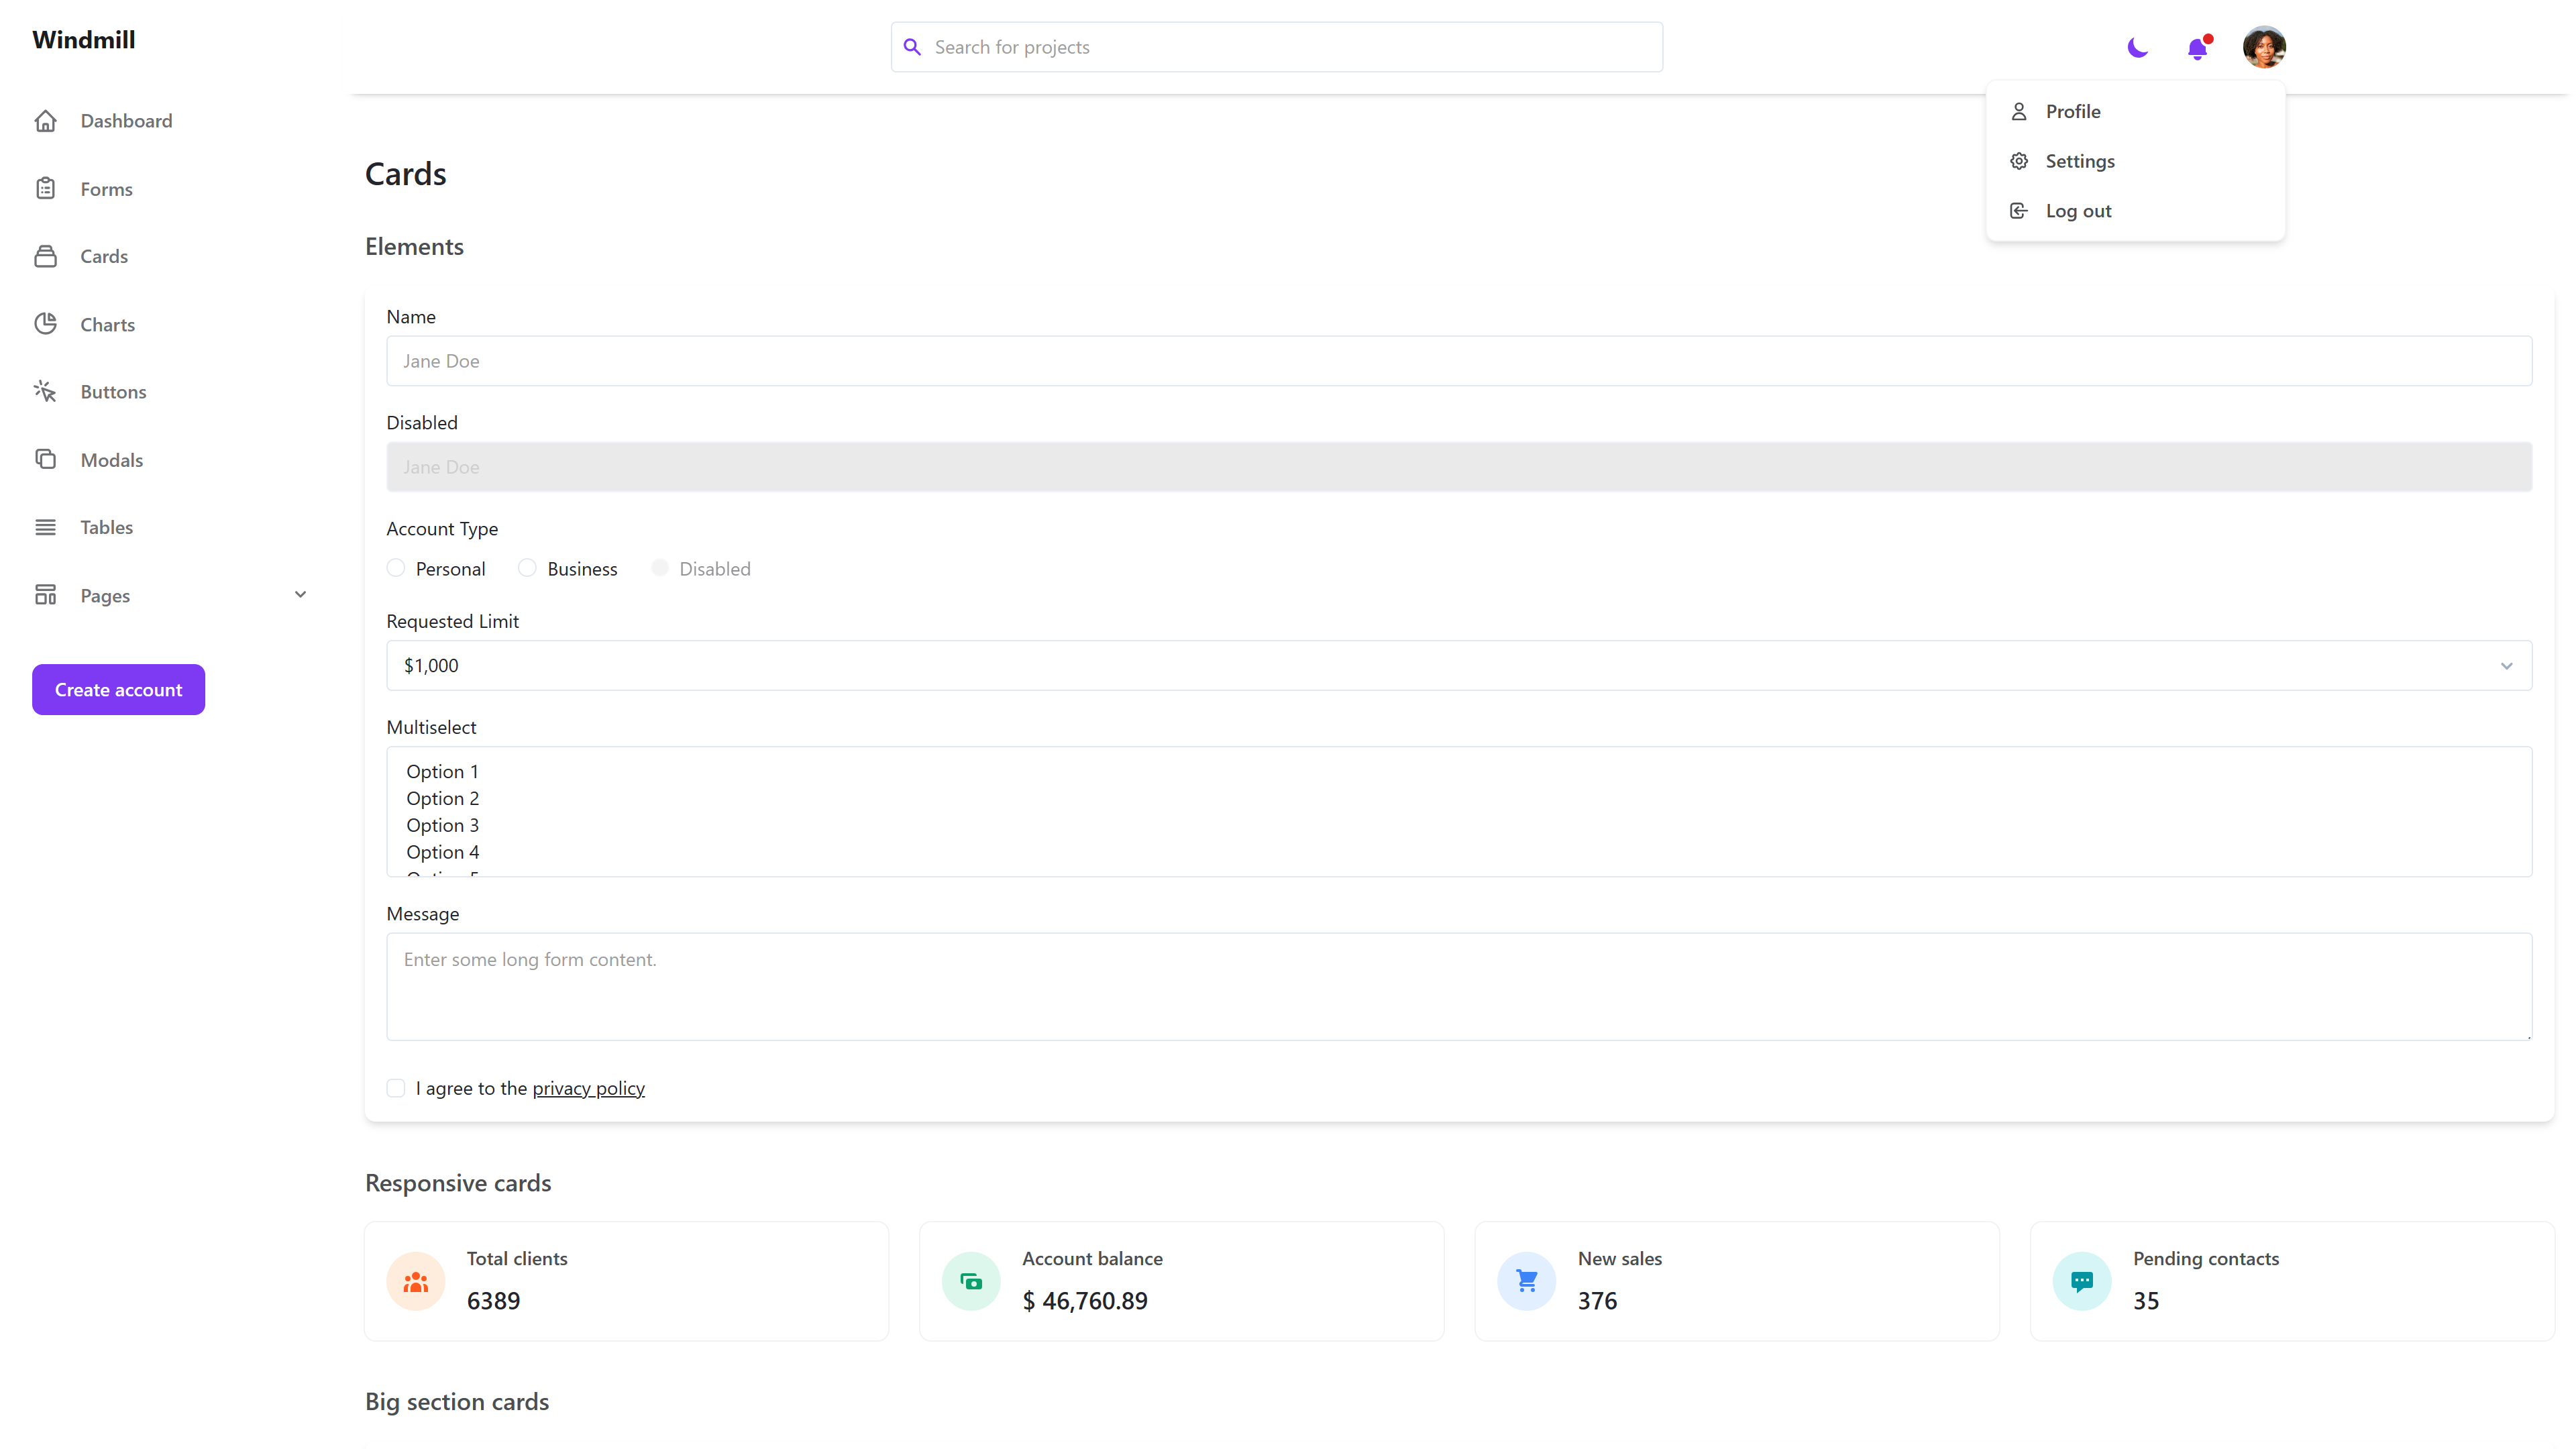 Windmill
Search for projects
Dashboard
Forms
Cards
Charts
Buttons
Modals
Tables
Pages
Create account
Profile
Settings
Log out
Cards
Elements
Name
Jane Doe
Disabled
Jane Doe
Account Type
Personal Business Disabled
Requested Limit
$1,000
Multiselect
Option 1
Option 2
Option 3
Option 4
Message
Enter some long form content.
I agree to the privacy policy
Responsive cards
Total clients
6389
Account balance
$ 46,760.89
New sales
376
Pending contacts
35
Big section cards